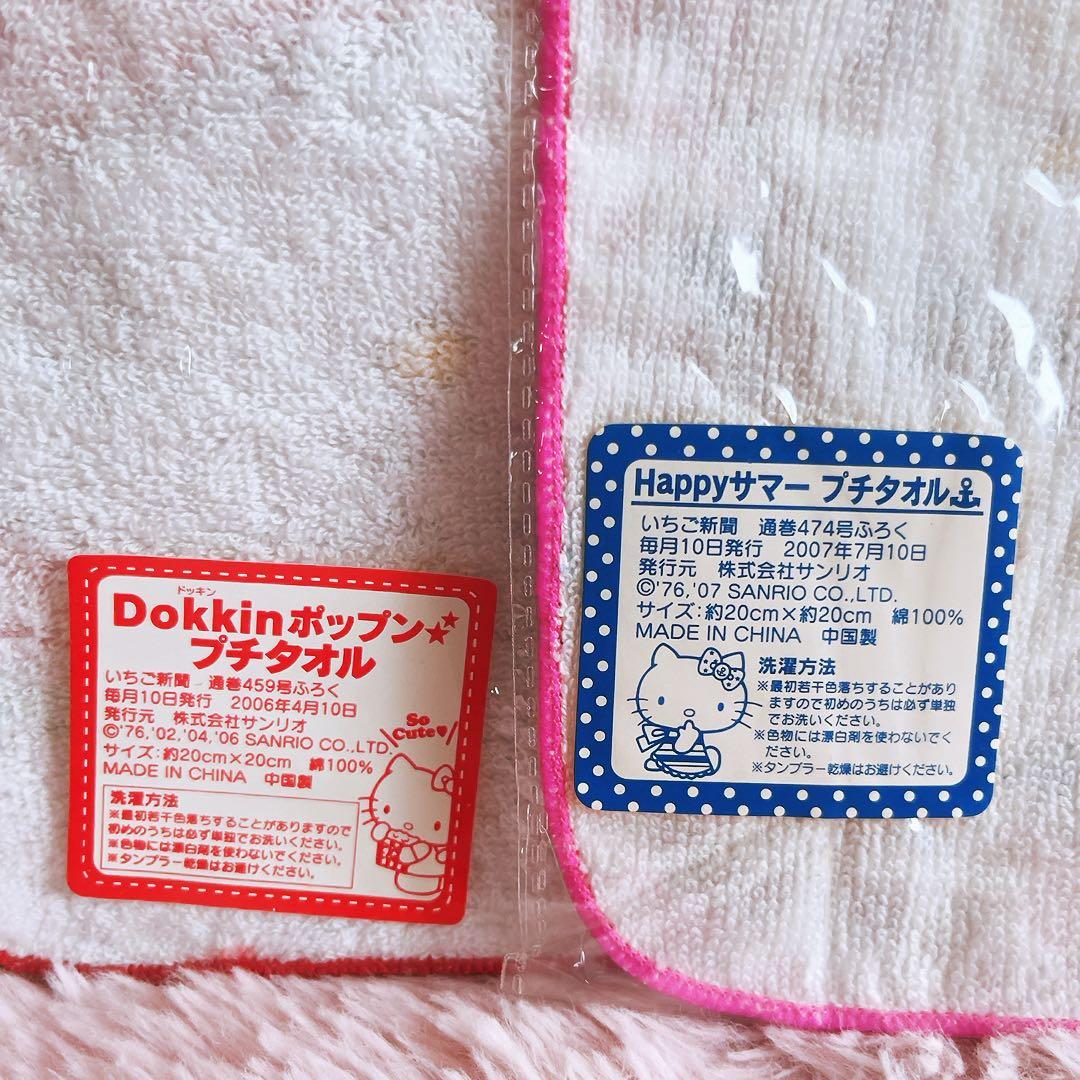 ドッキン
Dokkinポップン★★★
プチタオル
いちご新聞 通巻459号ふろく
毎月10日発行 2006年4月10日
発行元 株式会社サンリオ
©'76,'02,'04,'06 SANRIO CO.,LTD.
サイズ:約20cm×20cm 綿100%
MADE IN CHINA 中国製
So
Cute♥
洗濯方法
※最初若干色落ちすることがありますので
初めのうちは必ず単独でお洗いください。
※色物には漂白剤を使わないでください。
※タンブラー乾燥はお避けください。
Happyサマー プチタオル⚓
いちご新聞 通巻474号ふろく
毎月10日発行 2007年7月10日
発行元 株式会社サンリオ
©'76,'07 SANRIO CO.,LTD.
サイズ:約20cm×約20cm 綿100%
MADE IN CHINA 中国製
洗濯方法
※最初若干色落ちすることがあり
ますので初めのうちは必ず単独
でお洗いください。
※色物には漂白剤を使わないでく
ださい。
※タンブラー乾燥はお避けください。